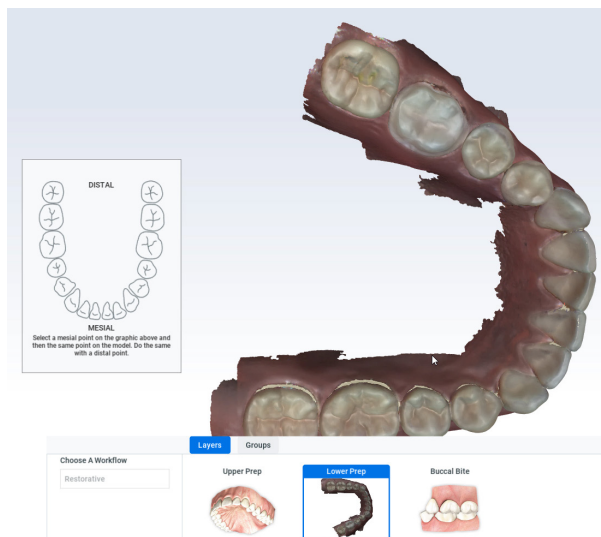 DISTAL
MESIAL
Select a mesial point on the graphic above and
then the same point on the model. Do the same
with a distal point.
Layers
Groups
Choose A Workflow
Restorative
Upper Prep
Lower Prep
Buccal Bite